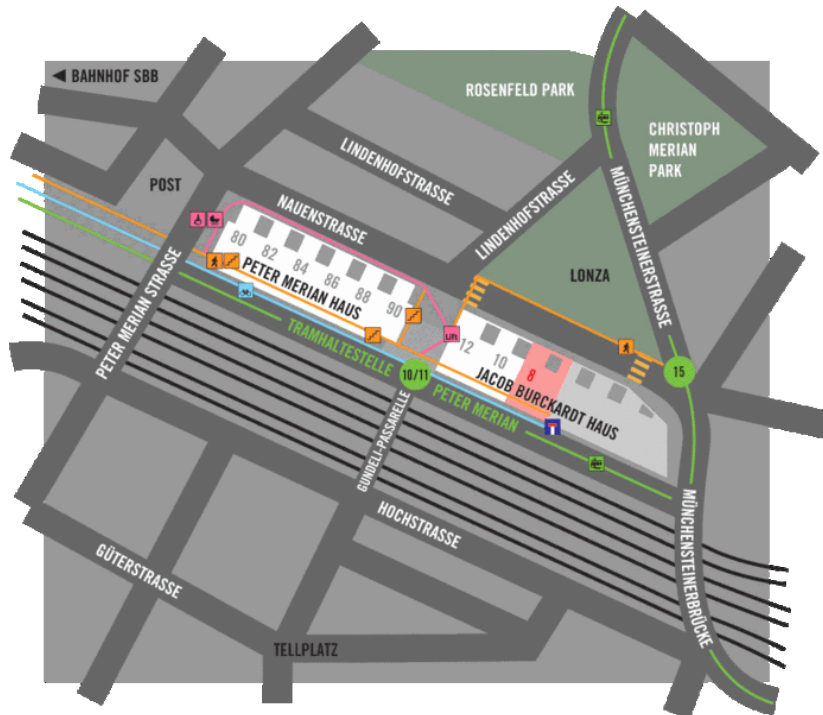 ◄ BAHNHOF SBB
ROSENFELD PARK
CHRISTOPH
MERIAN
PARK
LINDENHOFSTRASSE
POST
NAUENSTRASSE
LINDENHOFSTRASSE
MÜNCHENSTEINERSTRASSE
80
82
84
86
88
90
PETER MERIAN HAUS
LONZA
PETER MERIAN STRASSE
Lift
12
10
8
JACOB BURCKARDT HAUS
TRAMHALTESTELLE
10/11
PETER MERIAN
15
GUNDELI-PASSARELLE
HOCHSTRASSE
MÜNCHENSTEINERBRÜCKE
GÜTERSTRASSE
TELLPLATZ